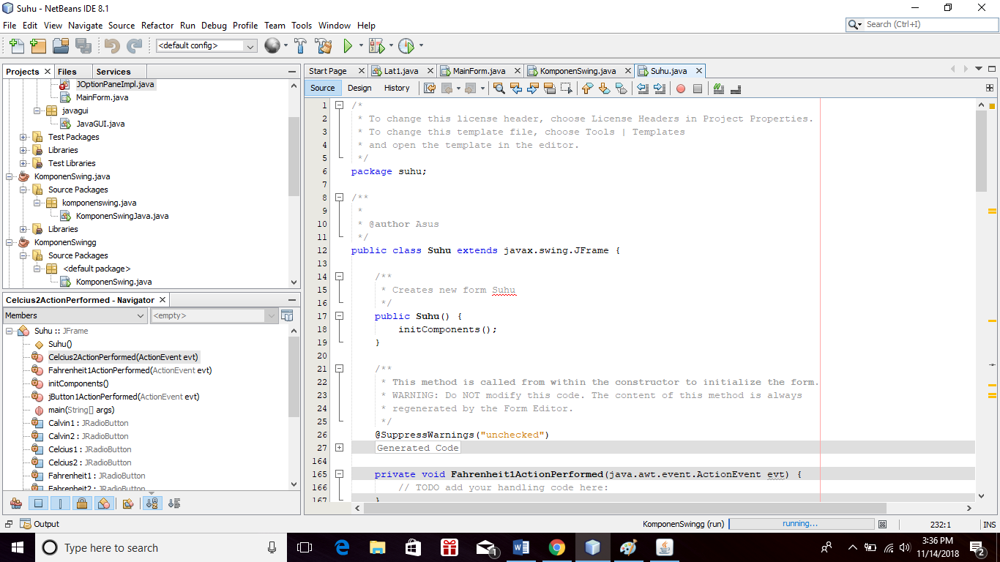 Suhu - NetBeans IDE 8.1
File Edit View Navigate Source Refactor Run Debug Profile Team Tools Window Help
Search (Ctrl+I)
<default config>
Projects Files Services
JOptionPaneImpl.java
MainForm.java
javagui
JavaGUI.java
Test Packages
Libraries
Test Libraries
KomponenSwing.java
Source Packages
komponenswing.java
KomponenSwingJava.java
Libraries
KomponenSwingg
Source Packages
<default package>
KomponenSwing.java
Celcius2ActionPerformed - Navigator
Members <empty>
Suhu :: JFrame
Suhu()
Celcius2ActionPerformed(ActionEvent evt)
Fahrenheit1ActionPerformed(ActionEvent evt)
initComponents()
jButton1ActionPerformed(ActionEvent evt)
main(String[] args)
Calvin1 : JRadioButton
Calvin2 : JRadioButton
Celcius1 : JRadioButton
Celcius2 : JRadioButton
Fahrenheit1 : JRadioButton
Fahrenheit2 : JRadioButton
Start Page Lat1.java MainForm.java KomponenSwing.java Suhu.java
Source Design History
1 /*
2 * To change this license header, choose License Headers in Project Properties.
3 * To change this template file, choose Tools | Templates
4 * and open the template in the editor.
5 */
6 package suhu;
7
8 /**
9 *
10 * @author Asus
11 */
12 public class Suhu extends javax.swing.JFrame {
13
14 /**
15 * Creates new form Suhu
16 */
17 public Suhu() {
18 initComponents();
19 }
20
21 /**
22 * This method is called from within the constructor to initialize the form.
23 * WARNING: Do NOT modify this code. The content of this method is always
24 * regenerated by the Form Editor.
25 */
26 @SuppressWarnings("unchecked")
27 Generated Code
164
165 private void Fahrenheit1ActionPerformed(java.awt.event.ActionEvent evt) {
166 // TODO add your handling code here:
167 }
Output
KomponenSwingg (run) running... 232:1 INS
Type here to search
1
3:36 PM
11/14/2018
2